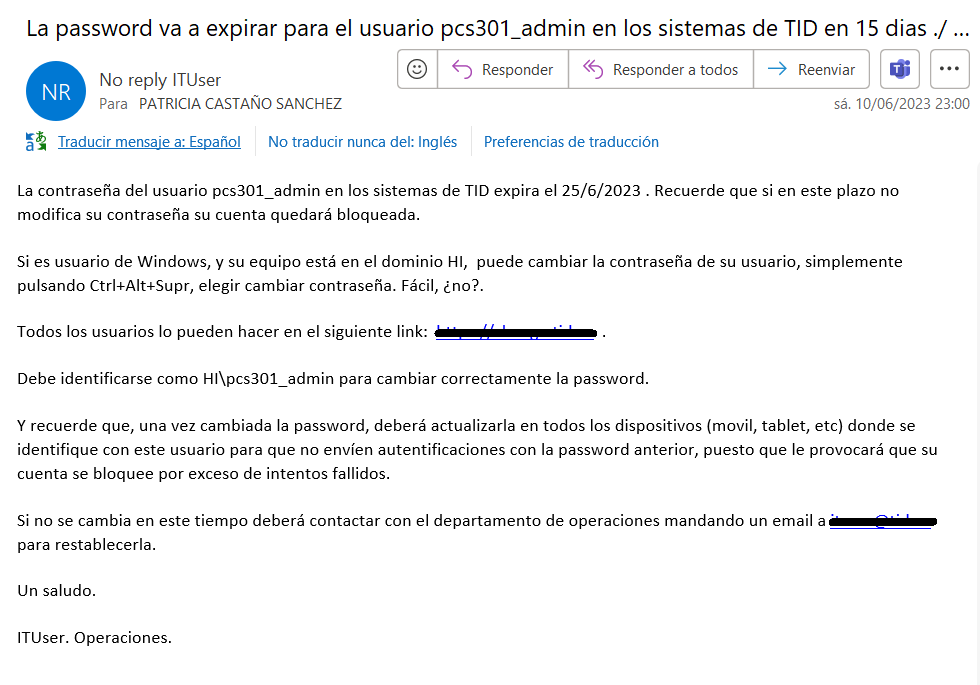 La password va a expirar para el usuario pcs301_admin en los sistemas de TID en 15 dias ./ ...
NR
No reply ITUser
Para PATRICIA CASTAÑO SANCHEZ
Responder
Responder a todos
Reenviar
sá. 10/06/2023 23:00
Traducir mensaje a: Español
No traducir nunca del: Inglés
Preferencias de traducción
La contraseña del usuario pcs301_admin en los sistemas de TID expira el 25/6/2023 . Recuerde que si en este plazo no
modifica su contraseña su cuenta quedará bloqueada.
Si es usuario de Windows, y su equipo está en el dominio HI, puede cambiar la contraseña de su usuario, simplemente
pulsando Ctrl+Alt+Supr, elegir cambiar contraseña. Fácil, ¿no?.
Todos los usuarios lo pueden hacer en el siguiente link: .
Debe identificarse como HI\pcs301_admin para cambiar correctamente la password.
Y recuerde que, una vez cambiada la password, deberá actualizarla en todos los dispositivos (movil, tablet, etc) donde se
identifique con este usuario para que no envíen autentificaciones con la password anterior, puesto que le provocará que su
cuenta se bloquee por exceso de intentos fallidos.
Si no se cambia en este tiempo deberá contactar con el departamento de operaciones mandando un email a
para restablecerla.
Un saludo.
ITUser. Operaciones.